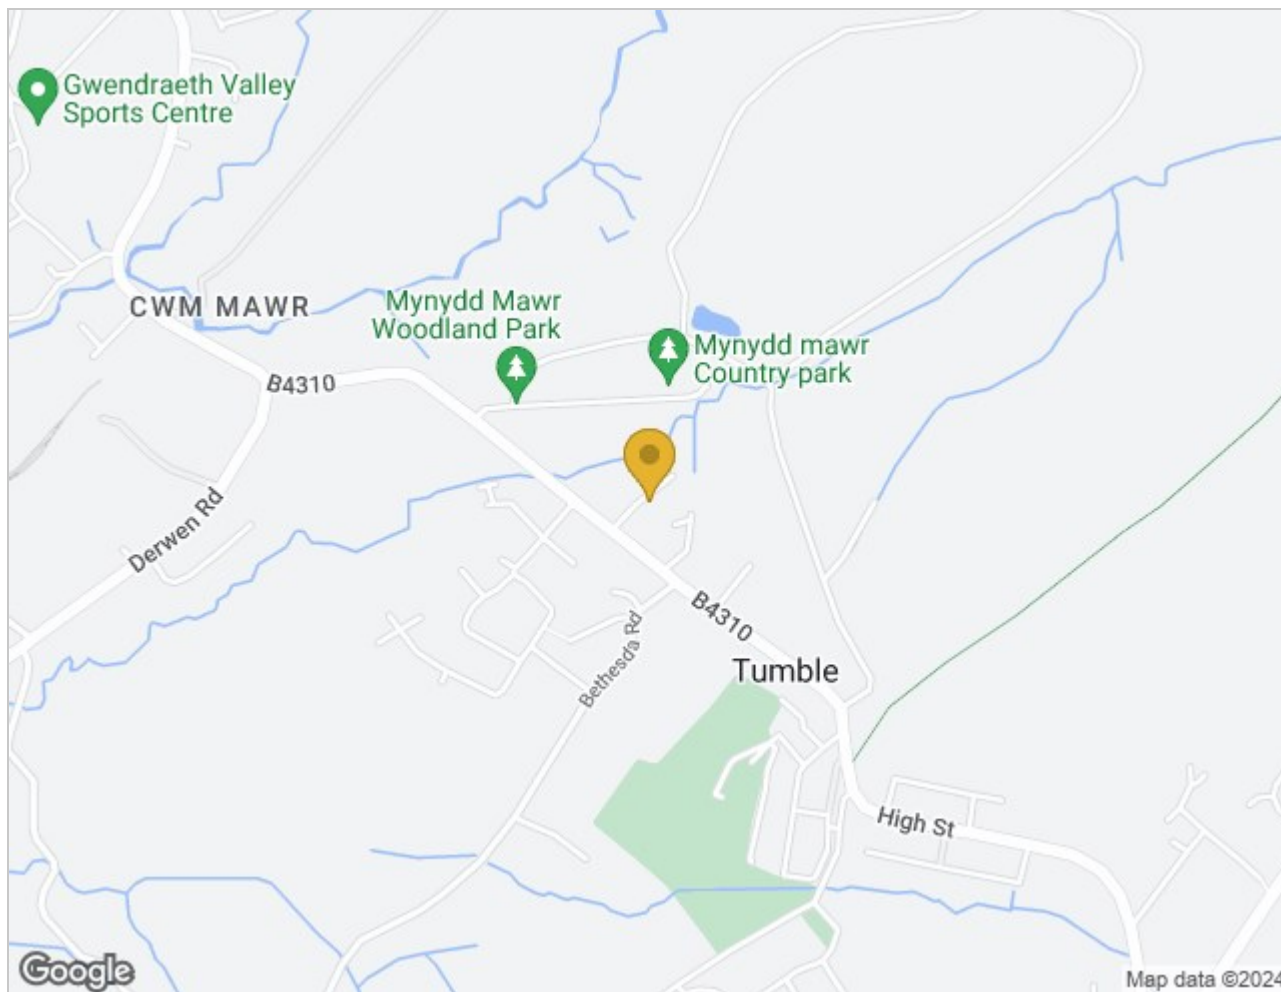 Gwendraeth Valley
Sports Centre
CWM MAWR
Mynydd Mawr
Woodland Park
Mynydd mawr
Country park
B4310
Derwen Rd
B4310
Bethesda Rd
Tumble
High St
Google
Map data ©2024